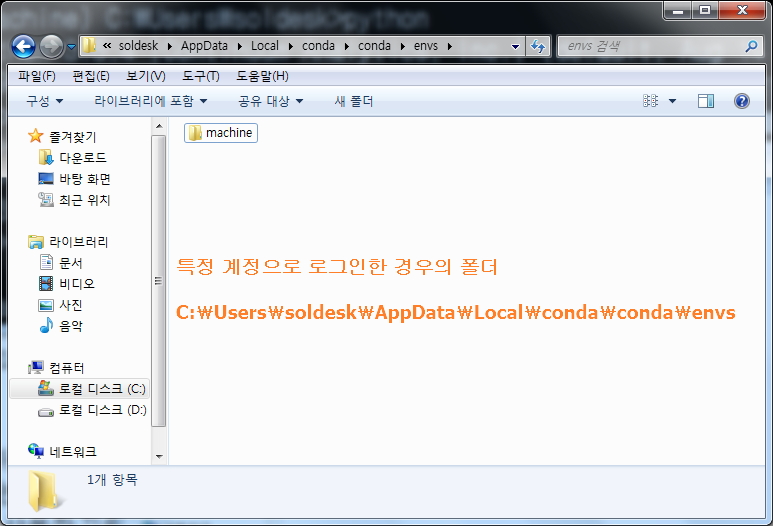 soldesk AppData Local conda conda envs
envs 검색
파일(F) 편집(E) 보기(V) 도구(T) 도움말(H)
구성 라이브러리에 포함 공유 대상 새 폴더
즐겨찾기
다운로드
바탕 화면
최근 위치
라이브러리
문서
비디오
사진
음악
컴퓨터
로컬 디스크 (C:)
로컬 디스크 (D:)
네트워크
machine
특정 계정으로 로그인한 경우의 폴더
C:\Users\soldesk\AppData\Local\conda\conda\envs
1개 항목